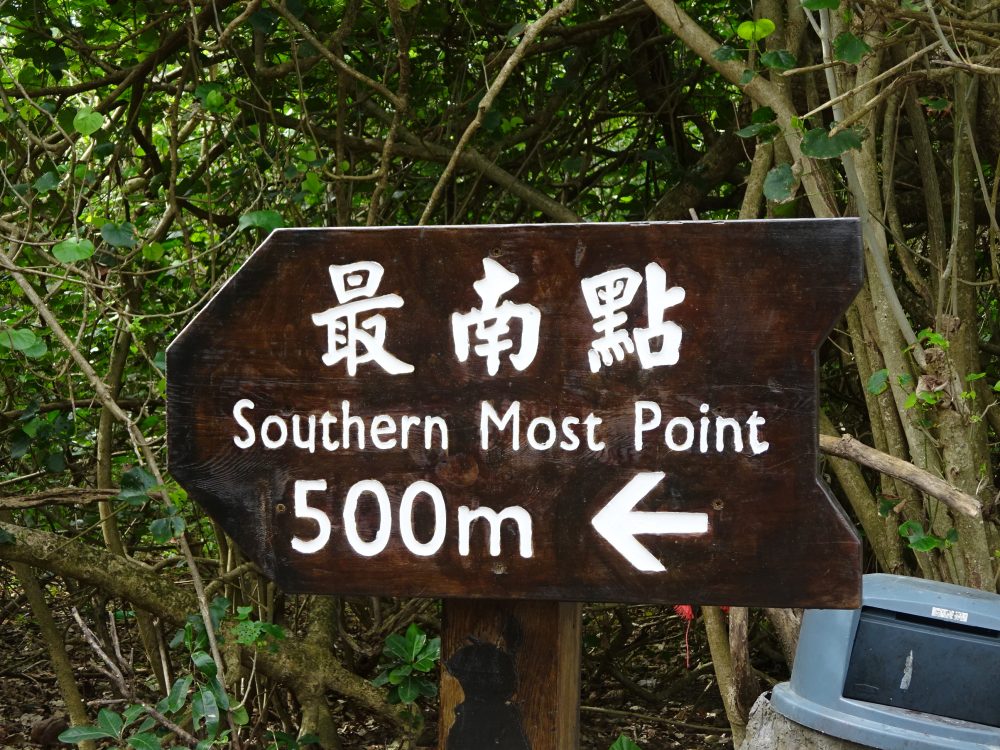 最南點
Southern Most Point
500m ←